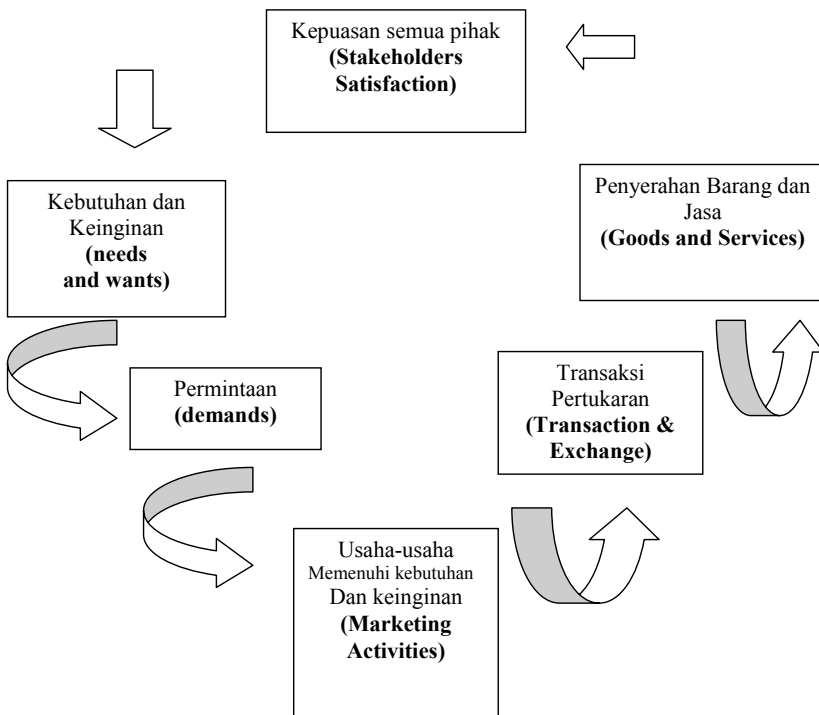 Kepuasan semua pihak
(Stakeholders
Satisfaction)
Kebutuhan dan
Keinginan
(needs
and wants)
Penyerahan Barang dan
Jasa
(Goods and Services)
Permintaan
(demands)
Transaksi
Pertukaran
(Transaction &
Exchange)
Usaha-usaha
Memenuhi kebutuhan
Dan keinginan
(Marketing
Activities)